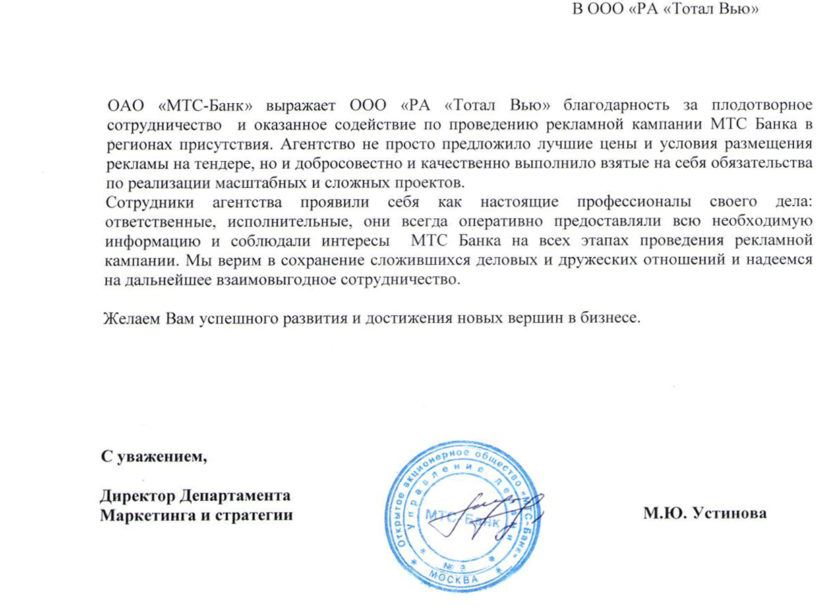 В ООО «РА «Тотал Вью»
ОАО «МТС-Банк» выражает ООО «РА «Тотал Вью» благодарность за плодотворное
сотрудничество и оказанное содействие по проведению рекламной кампании МТС Банка в
регионах присутствия. Агентство не просто предложило лучшие цены и условия размещения
рекламы на тендере, но и добросовестно и качественно выполнило взятые на себя обязательства
по реализации масштабных и сложных проектов.
Сотрудники агентства проявили себя как настоящие профессионалы своего дела:
ответственные, исполнительные, они всегда оперативно предоставляли всю необходимую
информацию и соблюдали интересы МТС Банка на всех этапах проведения рекламной
кампании. Мы верим в сохранение сложившихся деловых и дружеских отношений и надеемся
на дальнейшее взаимовыгодное сотрудничество.
Желаем Вам успешного развития и достижения новых вершин в бизнесе.
С уважением,
Директор Департамента
Маркетинга и стратегии
М.Ю. Устинова
Открытое акционерное общество «МТС-Банк»
Управление делами
МТС-Банк
МОСКВА